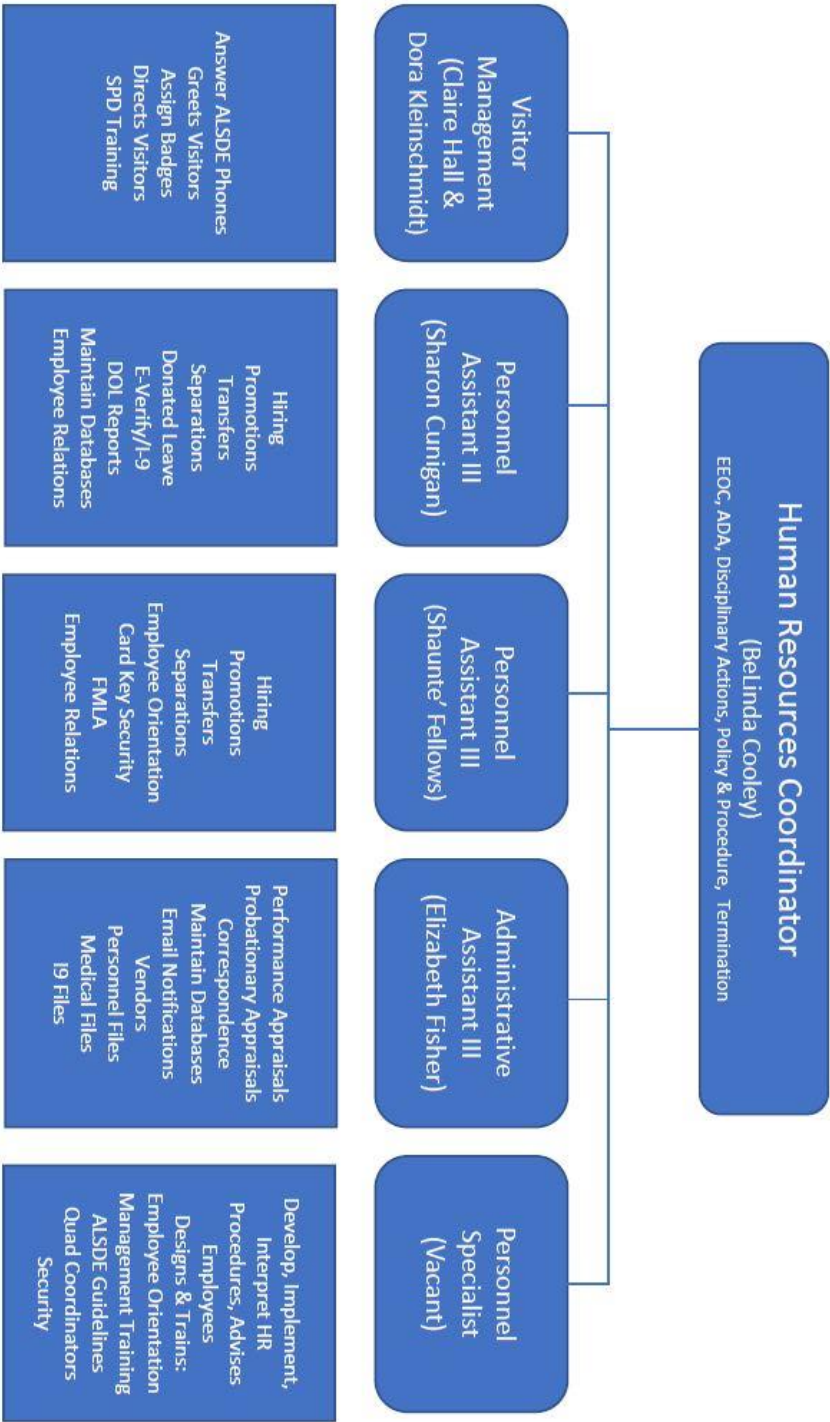 Human Resources Coordinator
(BeLinda Cooley)
EEOC, ADA, Disciplinary Actions, Policy & Procedure, Termination
Visitor
Management
(Claire Hall &
Dora Kleinschmidt)
Personnel
Assistant III
(Sharon Cunigan)
Personnel
Assistant III
(Shaunte’ Fellows)
Administrative
Assistant III
(Elizabeth Fisher)
Personnel
Specialist
(Vacant)
Answer ALSDE Phones
Greets Visitors
Assign Badges
Directs Visitors
SPD Training
Hiring
Promotions
Transfers
Separations
Donated Leave
E-Verify/I-9
DOL Reports
Maintain Databases
Employee Relations
Hiring
Promotions
Transfers
Separations
Employee Orientation
Card Key Security
FMLA
Employee Relations
Performance Appraisals
Probationary Appraisals
Correspondence
Maintain Databases
Email Notifications
Vendors
Personnel Files
Medical Files
I9 Files
Develop, Implement,
Interpret HR
Procedures, Advises
Employees
Designs & Trains:
Employee Orientation
Management Training
ALSDE Guidelines
Quad Coordinators
Security